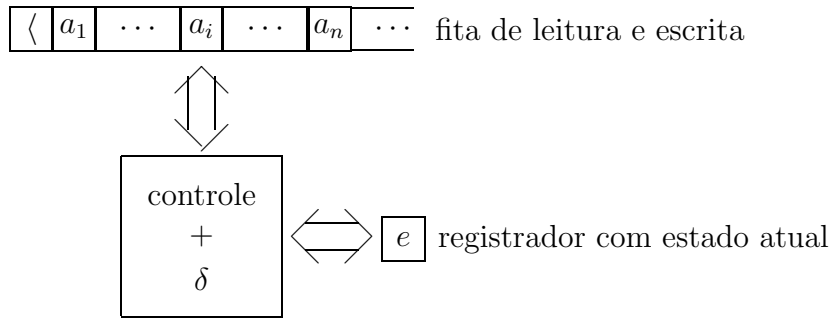 ⟨ a₁ ··· aᵢ ··· aₙ ··· fita de leitura e escrita
controle
+
δ
e registrador com estado atual